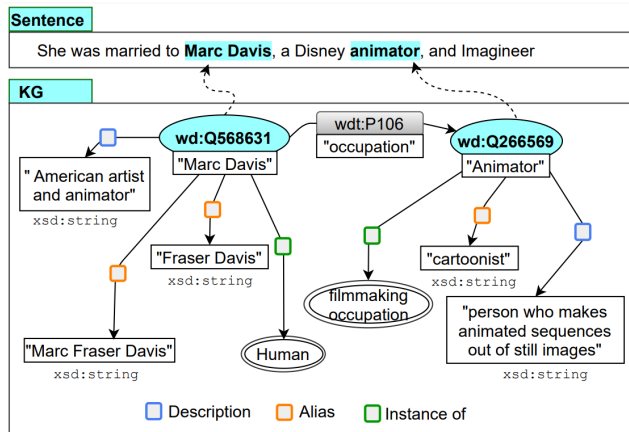 Sentence
She was married to Marc Davis, a Disney animator, and Imagineer
KG
wd:Q568631
"Marc Davis"
wdt:P106
"occupation"
wd:Q266569
"Animator"
" American artist
and animator"
xsd:string
"Fraser Davis"
xsd:string
"cartoonist"
xsd:string
filmmaking
occupation
"person who makes
animated sequences
out of still images"
xsd:string
"Marc Fraser Davis"
xsd:string
Human
Description
Alias
Instance of